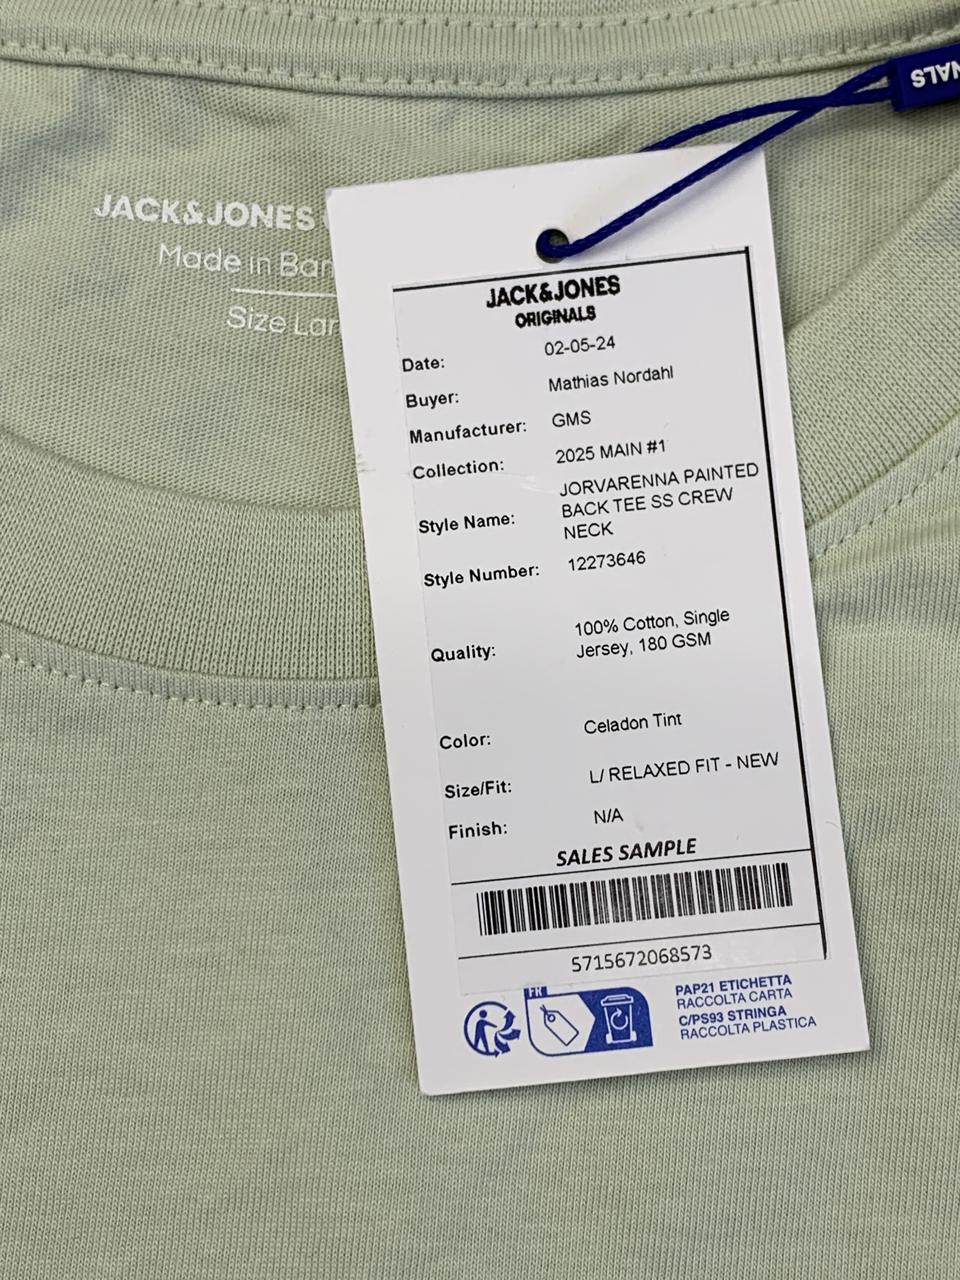 NALS
JACK&JONES
Made in
Size
JACK&JONES
ORIGINALS
Date: 02-05-24
Buyer: Mathias Nordahl
Manufacturer: GMS
Collection: 2025 MAIN #1
Style Name: JORVARENNA PAINTED
BACK TEE SS CREW
NECK
Style Number: 12273646
Quality: 100% Cotton, Single
Jersey, 180 GSM
Color: Celadon Tint
Size/Fit: L/ RELAXED FIT - NEW
Finish: N/A
SALES SAMPLE
5715672068573
FR
PAP21 ETICHETTA
RACCOLTA CARTA
C/PS93 STRINGA
RACCOLTA PLASTICA